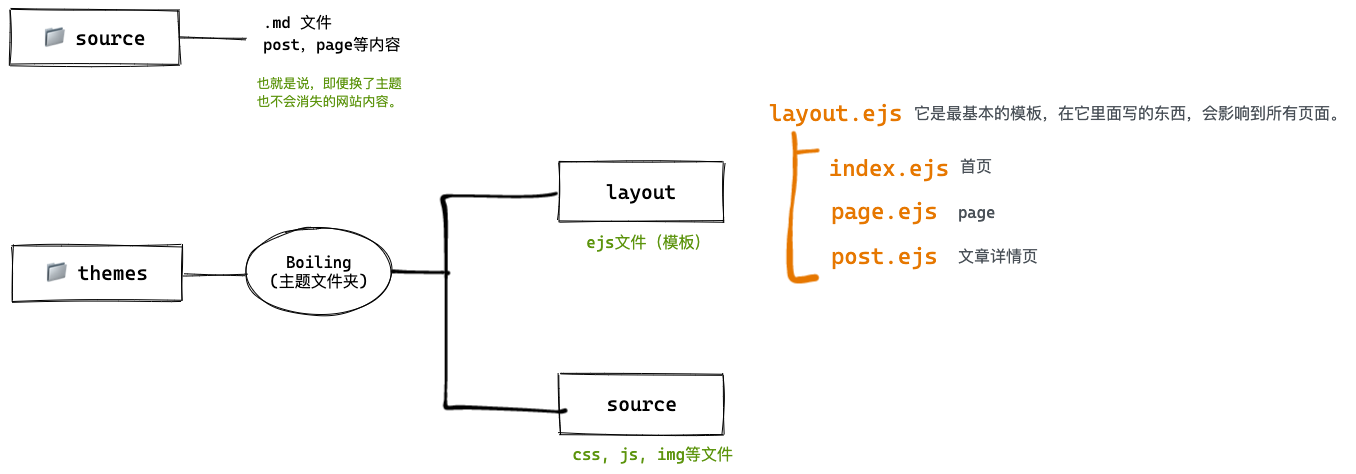 source
.md 文件
post，page等内容
也就是说，即便换了主题
也不会消失的网站内容。
layout.ejs 它是最基本的模板，在它里面写的东西，会影响到所有页面。
index.ejs 首页
page.ejs page
post.ejs 文章详情页
layout
ejs文件（模板）
themes
Boiling
(主题文件夹)
source
css, js, img等文件